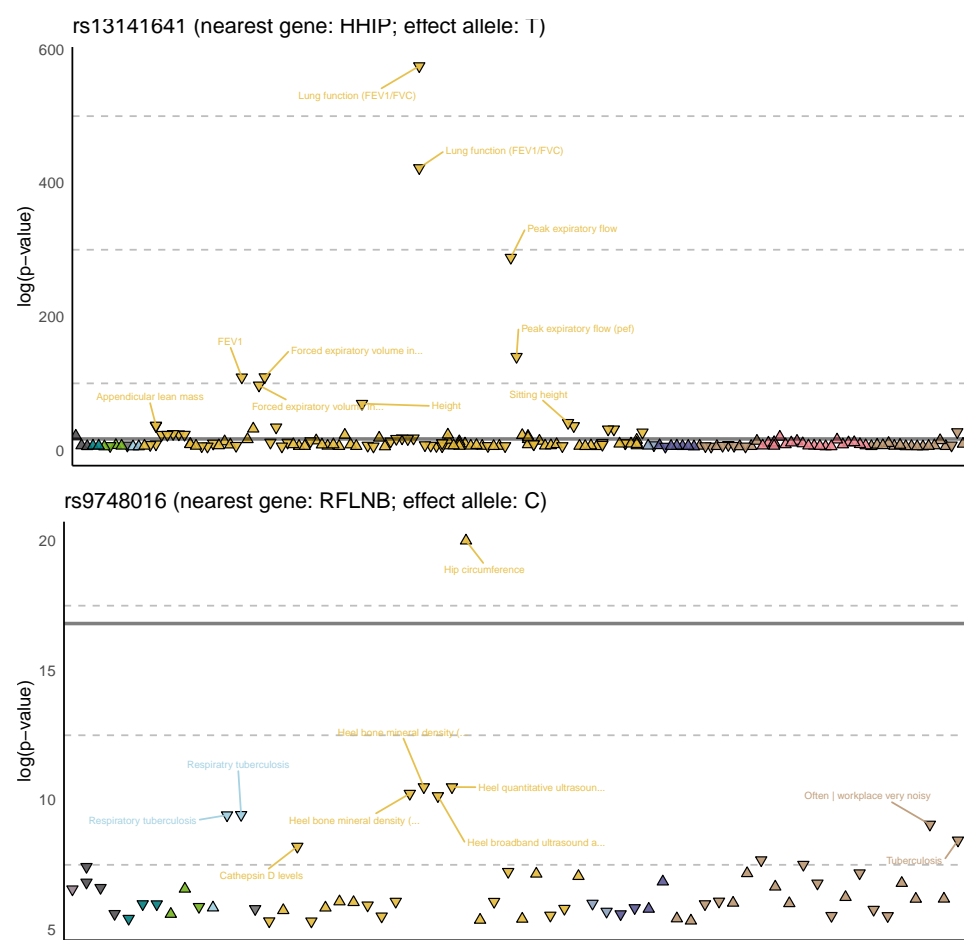 rs13141641 (nearest gene: HHIP; effect allele: T)
600
Lung function (FEV1/FVC)
Lung function (FEV1/FVC)
400
Peak expiratory flow
log(p−value)
200
Peak expiratory flow (pef)
FEV1
Forced expiratory volume in...
Appendicular lean mass
Sitting height
Forced expiratory volume in...
Height
0
rs9748016 (nearest gene: RFLNB; effect allele: C)
20
Hip circumference
15
log(p−value)
Heel bone mineral density (
Respiratry tuberculosis
Heel quantitative ultrasoun...
Often | workplace very noisy
10
Respiratory tuberculosis
Heel bone mineral density (...
Heel broadband ultrasound a...
Tuberculosis
Cathepsin D levels
5